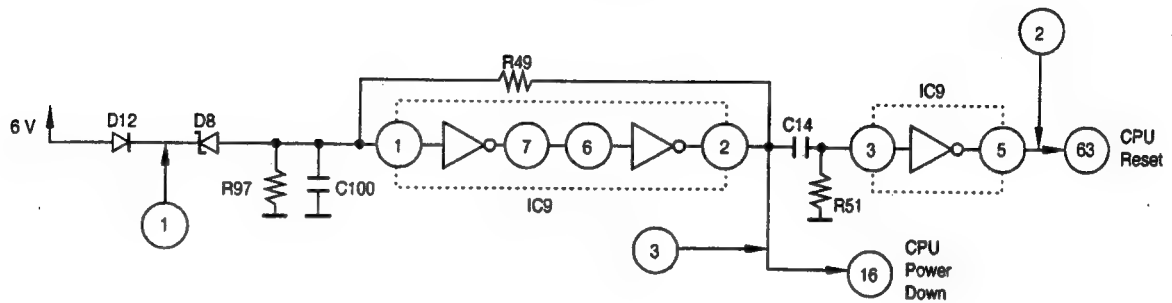 2
R49
IC9
6 V
D12
D8
C14
1
7
6
2
3
5
63
CPU
Reset
R97
C100
IC9
R51
1
3
16
CPU
Power
Down